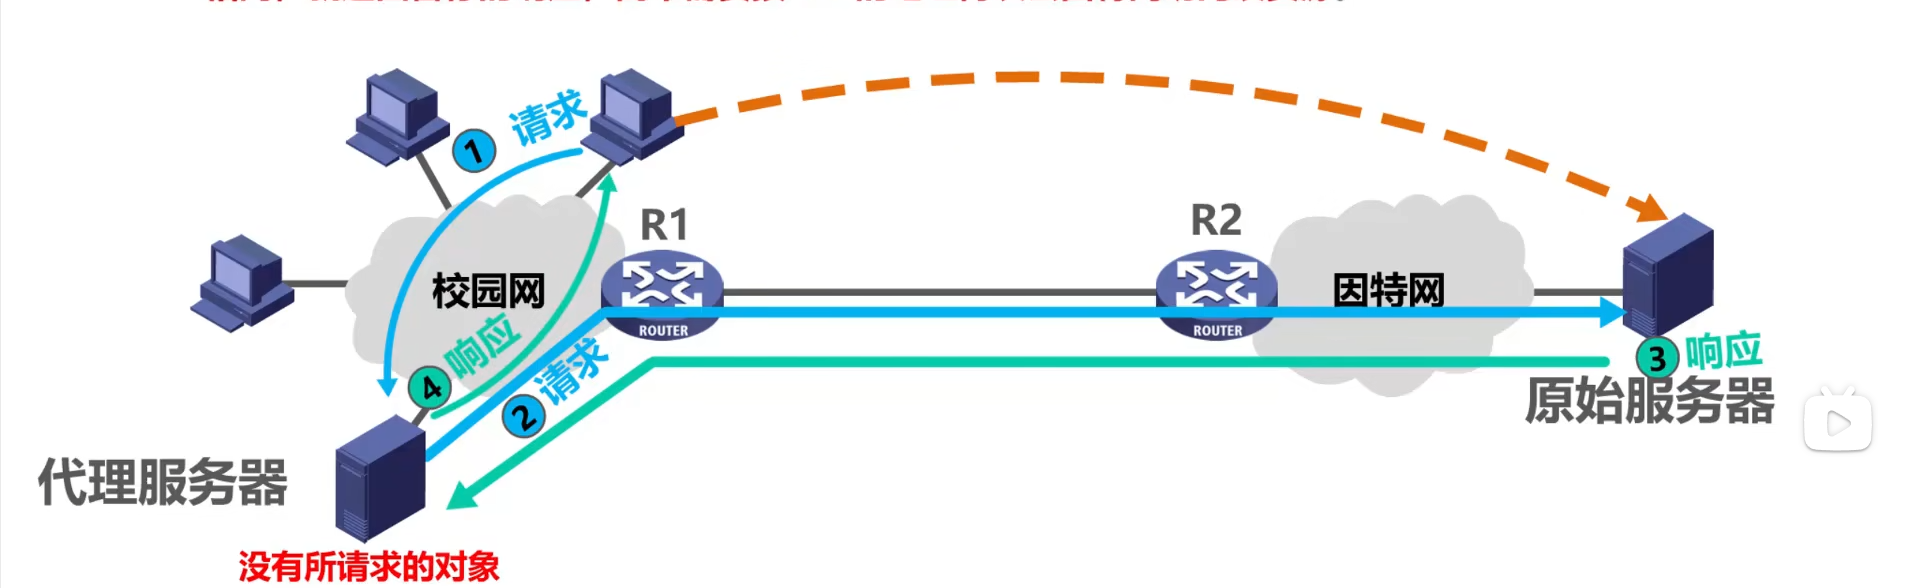 1 请求
R1
R2
校园网
因特网
ROUTER
ROUTER
4 响应
2 请求
3 响应
原始服务器
代理服务器
没有所请求的对象